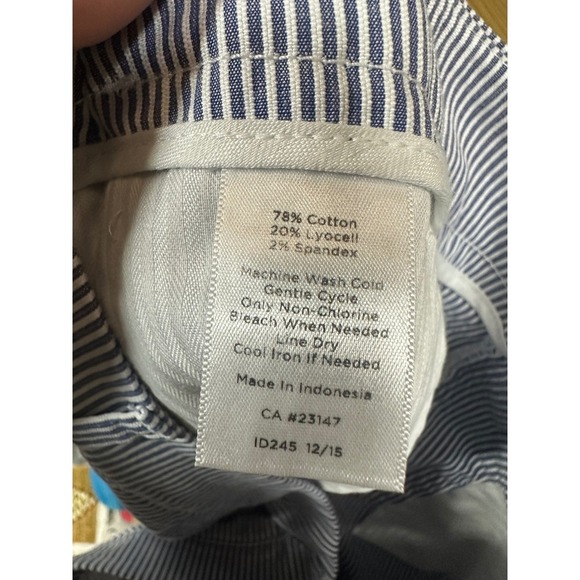 78% Cotton
20% Lyocell
2% Spandex
Machine Wash Cold
Gentle Cycle
Only Non-Chlorine
Bleach When Needed
Line Dry
Cool Iron If Needed
Made In Indonesia
CA #23147
ID245 12/15